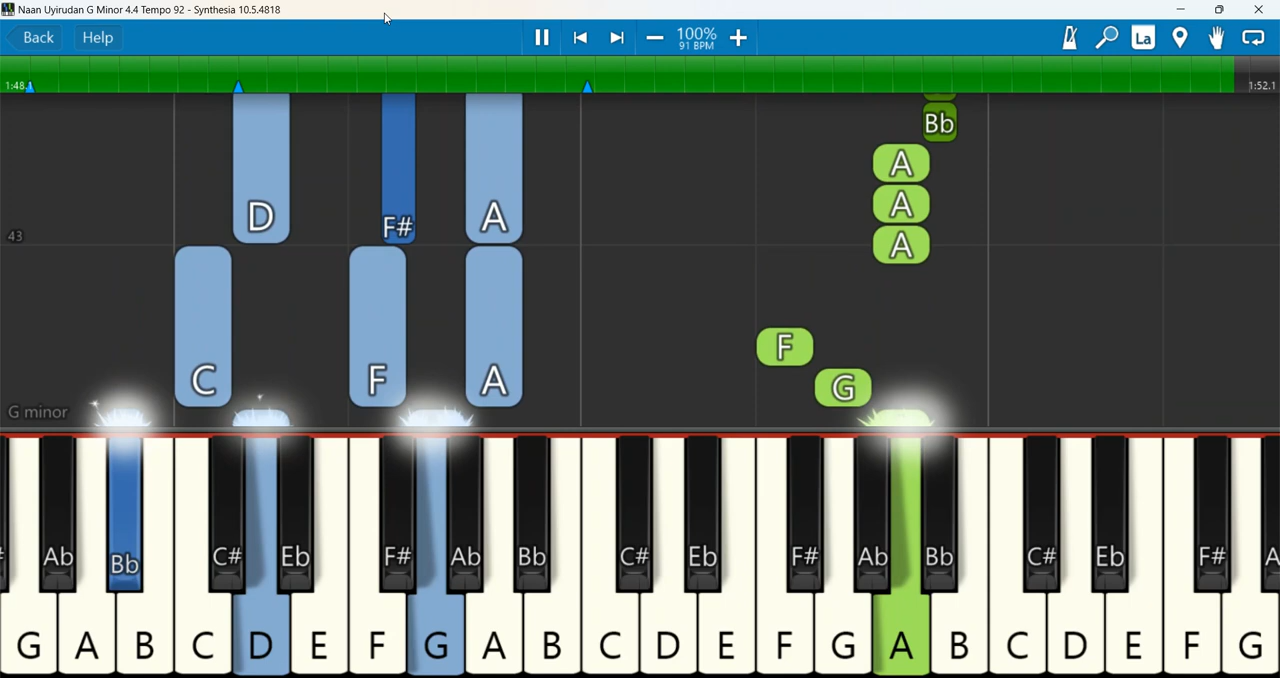 Naan Uyirudan G Minor 4.4 Tempo 92 - Synthesia 10.5.4818
Back Help 100% La
91 BPM
1:48.1 1:52.1
Bb
A
D F# A A
43 A
F
C F A G
G minor
Ab Bb C# Eb F# Ab Bb C# Eb F# Ab Bb C# Eb F# A
G A B C D E F G A B C D E F G A B C D E F G